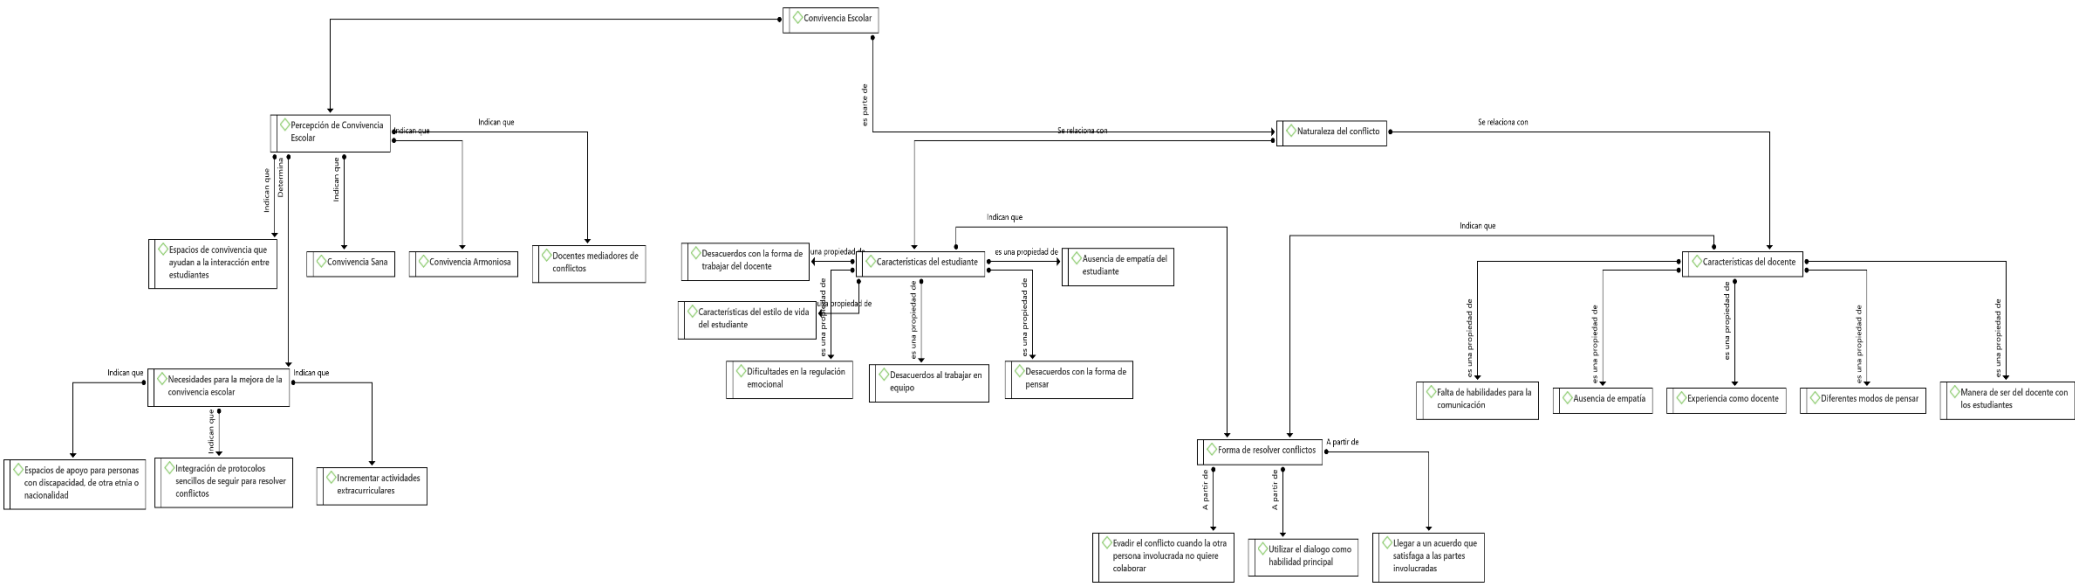 Convivencia Escolar
es parte de
Percepción de Convivencia
Escolar
Indican que
Indican que
Se relaciona con
Naturaleza del conflicto
Se relaciona con
Indican que
Determina
Indican que
Espacios de convivencia que
ayudan a la interacción entre
estudiantes
Convivencia Sana
Convivencia Armoniosa
Docentes mediadores de
conflictos
Indican que
Indican que
Desacuerdos con la forma de
trabajar del docente
una propiedad de
Características del estudiante
es una propiedad de
Ausencia de empatía del
estudiante
Características del docente
Características del estilo de vida
del estudiante
una propiedad de
es una propiedad de
es una propiedad de
es una propiedad de
es una propiedad de
es una propiedad de
es una propiedad de
es una propiedad de
es una propiedad de
Dificultades en la regulación
emocional
Desacuerdos al trabajar en
equipo
Desacuerdos con la forma de
pensar
Falta de habilidades para la
comunicación
Ausencia de empatía
Experiencia como docente
Diferentes modos de pensar
Manera de ser del docente con
los estudiantes
Indican que
Necesidades para la mejora de la
convivencia escolar
Indican que
Indican que
Espacios de apoyo para personas
con discapacidad, de otra etnia o
nacionalidad
Integración de protocolos
sencillos de seguir para resolver
conflictos
Incrementar actividades
extracurriculares
Forma de resolver conflictos
A partir de
A partir de
A partir de
Evadir el conflicto cuando la otra
persona involucrada no quiere
colaborar
Utilizar el dialogo como
habilidad principal
Llegar a un acuerdo que
satisfaga a las partes
involucradas